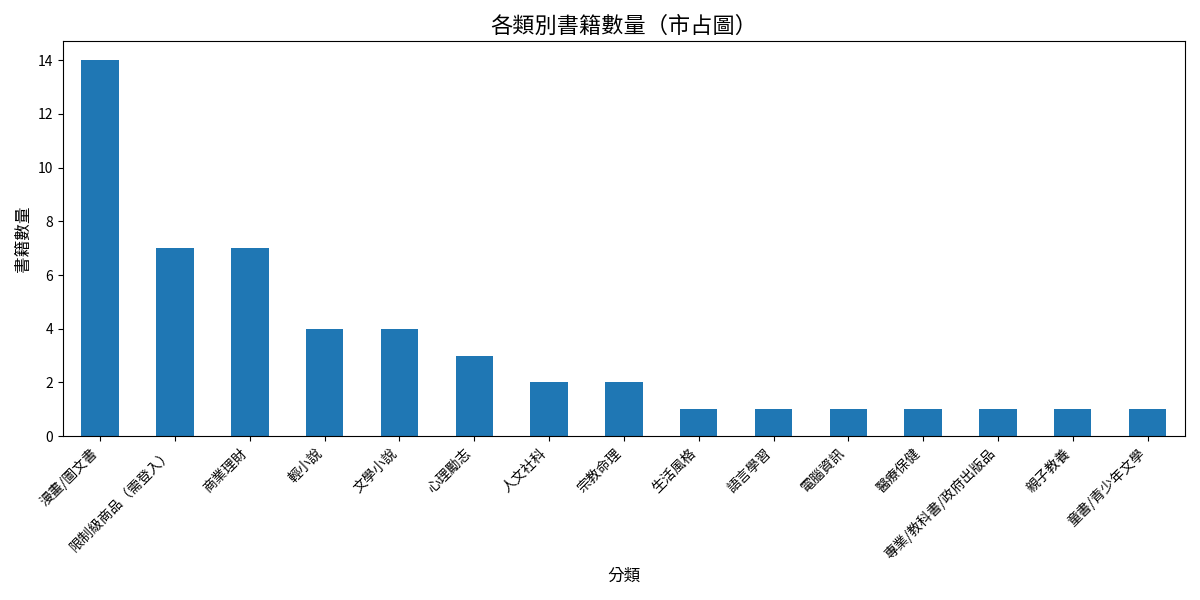 各類別書籍數量（市占圖）
書籍數量
14
12
10
8
6
4
2
0
漫畫/圖文書
限制級商品（需登入）
商業理財
輕小說
文學小說
心理勵志
人文社科
宗教命理
生活風格
語言學習
電腦資訊
醫療保健
專業/教科書/政府出版品
親子教養
童書/青少年文學
分類